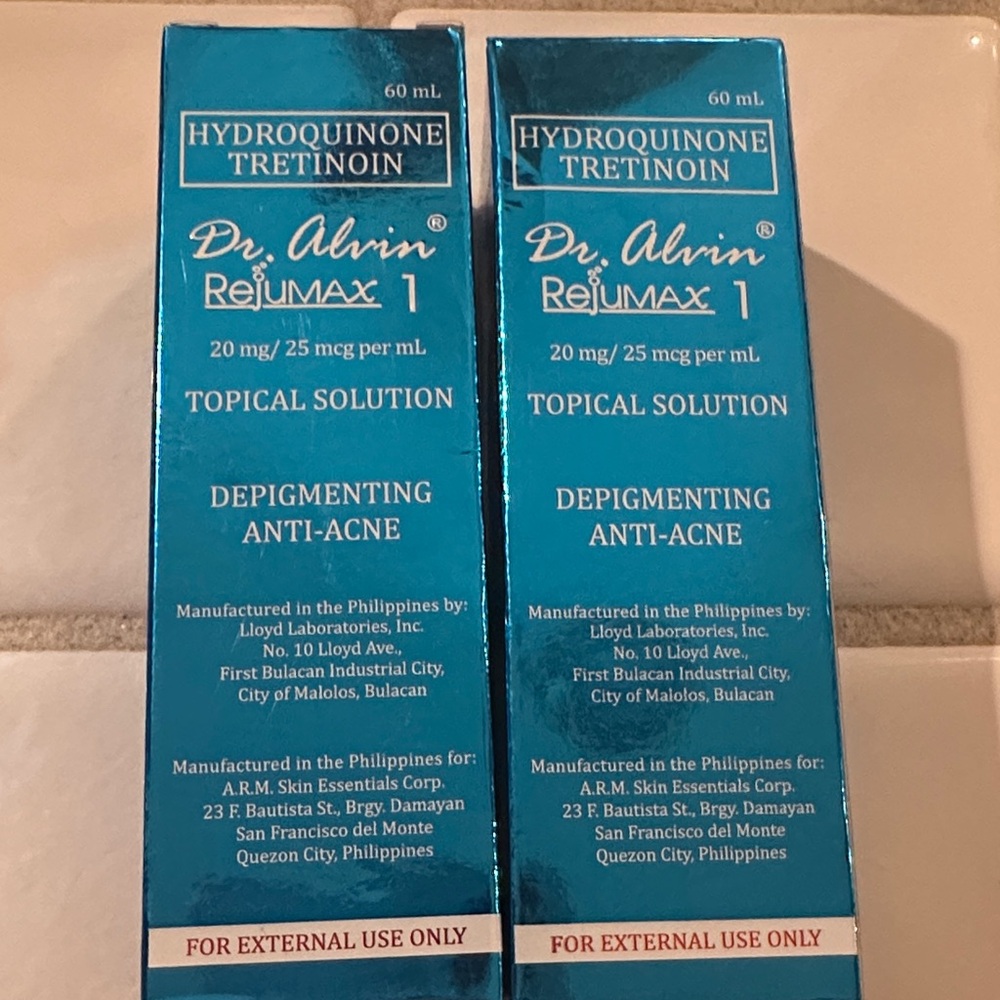 60 mL
HYDROQUINONE
TRETINOIN
Dr. Alvin®
RejuMAX 1
20 mg/ 25 mcg per mL
TOPICAL SOLUTION
DEPIGMENTING
ANTI-ACNE
Manufactured in the Philippines by:
Lloyd Laboratories, Inc.
No. 10 Lloyd Ave.,
First Bulacan Industrial City,
City of Malolos, Bulacan
Manufactured in the Philippines for:
A.R.M. Skin Essentials Corp.
23 F. Bautista St., Brgy. Damayan
San Francisco del Monte
Quezon City, Philippines
FOR EXTERNAL USE ONLY
60 mL
HYDROQUINONE
TRETINOIN
Dr. Alvin®
RejuMAX 1
20 mg/ 25 mcg per mL
TOPICAL SOLUTION
DEPIGMENTING
ANTI-ACNE
Manufactured in the Philippines by:
Lloyd Laboratories, Inc.
No. 10 Lloyd Ave.,
First Bulacan Industrial City,
City of Malolos, Bulacan
Manufactured in the Philippines for:
A.R.M. Skin Essentials Corp.
23 F. Bautista St., Brgy. Damayan
San Francisco del Monte
Quezon City, Philippines
FOR EXTERNAL USE ONLY